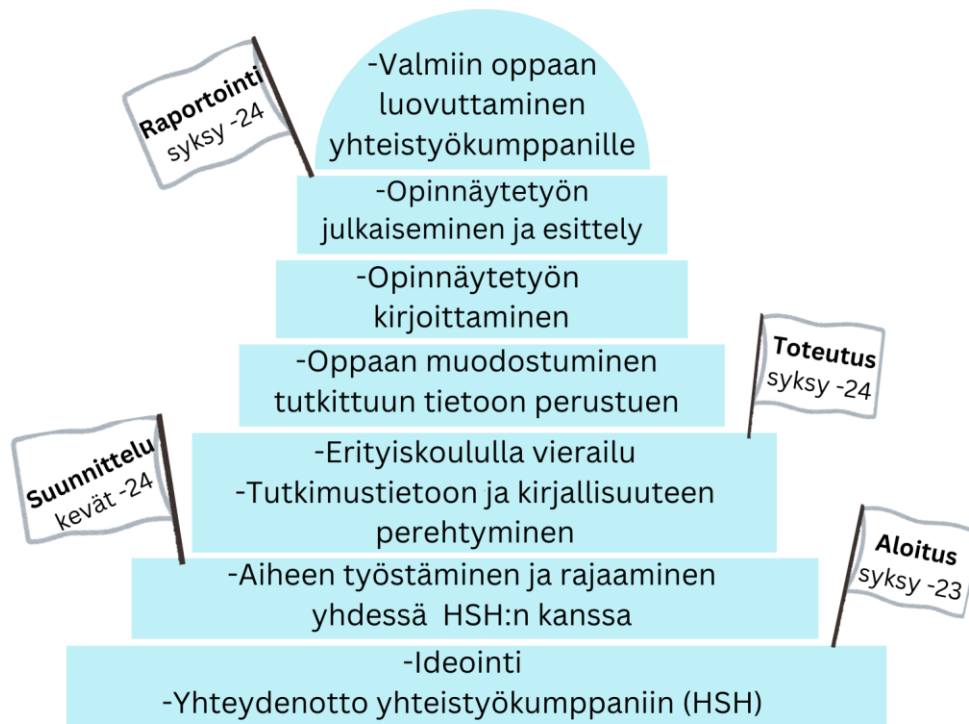 -Valmiin oppaan
luovuttaminen
yhteistyökumppanille
Raportointi
syksy -24
-Opinnäytetyön
julkaiseminen ja esittely
-Opinnäytetyön
kirjoittaminen
-Oppaan muodostuminen
tutkittuun tietoon perustuen
Toteutus
syksy -24
-Erityiskoululla vierailu
-Tutkimustietoon ja kirjallisuuteen
perehtyminen
Suunnittelu
kevät -24
-Aiheen työstäminen ja rajaaminen
yhdessä HSH:n kanssa
Aloitus
syksy -23
-Ideointi
-Yhteydenotto yhteistyökumppaniin (HSH)